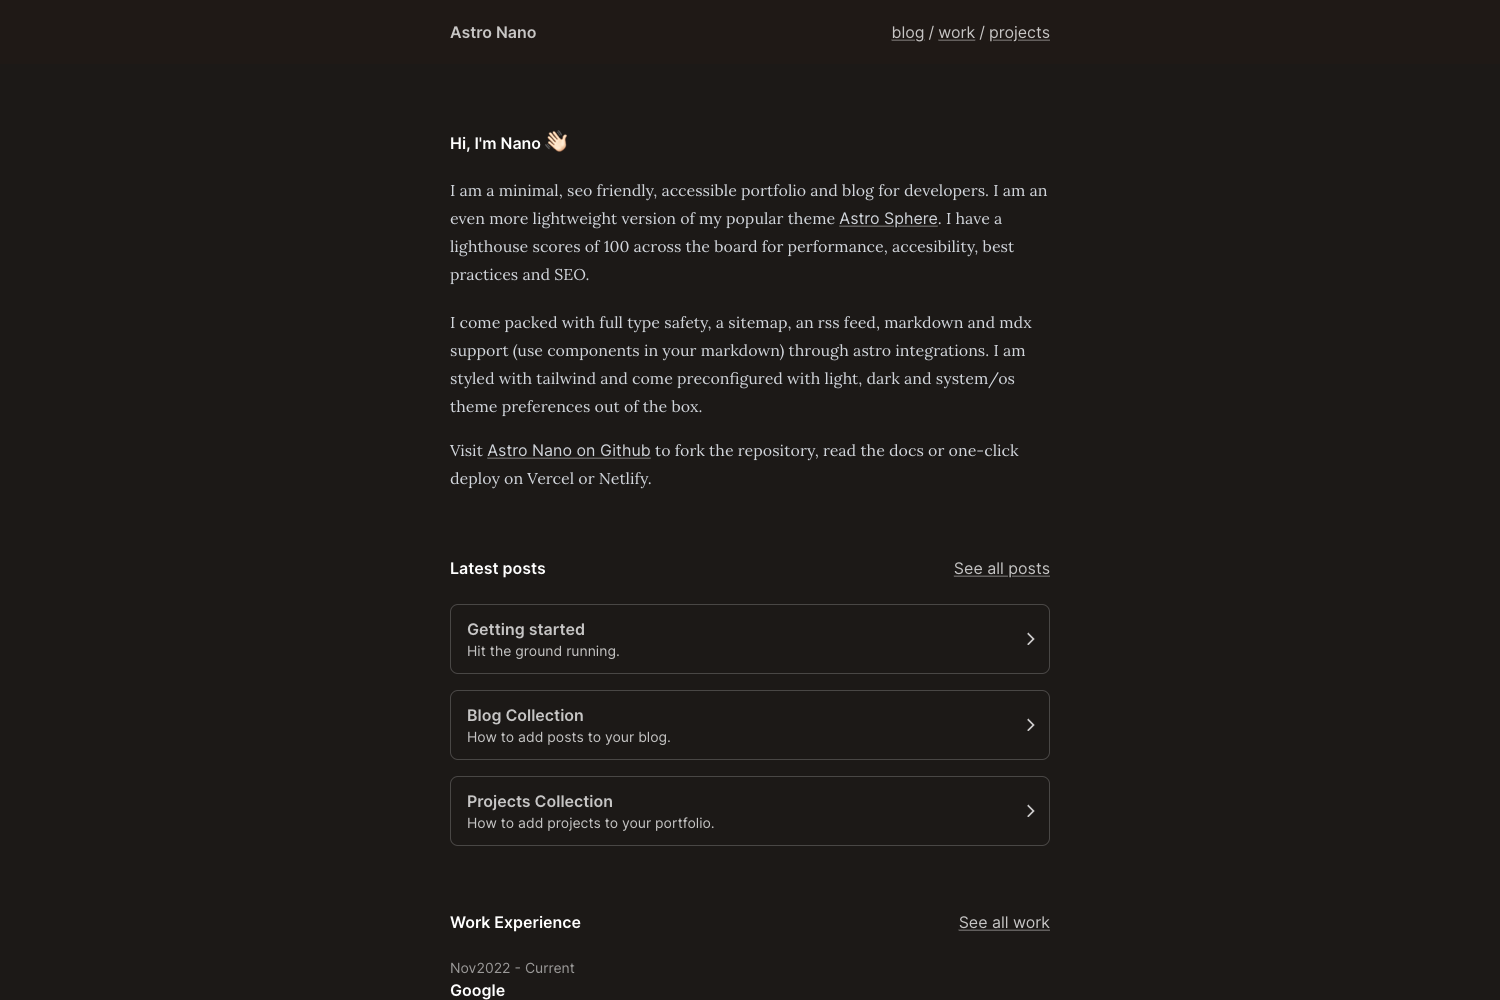 Astro Nano
blog / work / projects
Hi, I'm Nano 👋🏻
I am a minimal, seo friendly, accessible portfolio and blog for developers. I am an
even more lightweight version of my popular theme Astro Sphere. I have a
lighthouse scores of 100 across the board for performance, accesibility, best
practices and SEO.
I come packed with full type safety, a sitemap, an rss feed, markdown and mdx
support (use components in your markdown) through astro integrations. I am
styled with tailwind and come preconfigured with light, dark and system/os
theme preferences out of the box.
Visit Astro Nano on Github to fork the repository, read the docs or one-click
deploy on Vercel or Netlify.
Latest posts
See all posts
Getting started
Hit the ground running.
Blog Collection
How to add posts to your blog.
Projects Collection
How to add projects to your portfolio.
Work Experience
See all work
Nov2022 - Current
Google